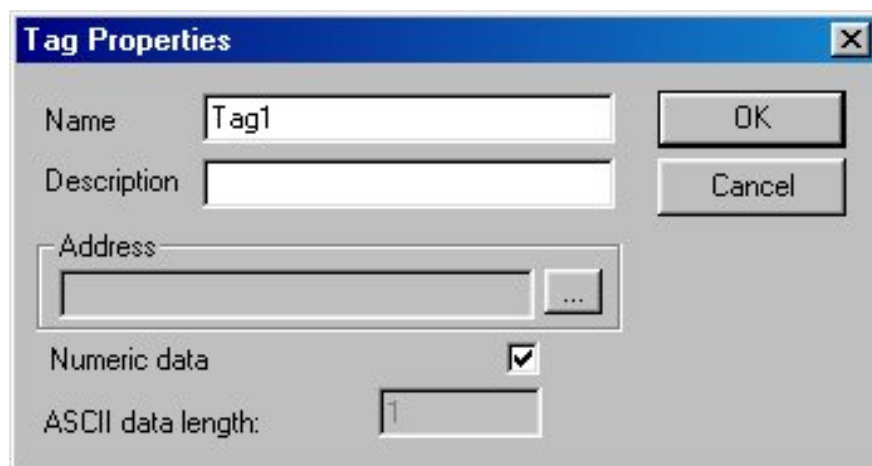 Tag Properties
Name Tag1 OK
Description Cancel
Address
...
Numeric data
ASCII data length: 1